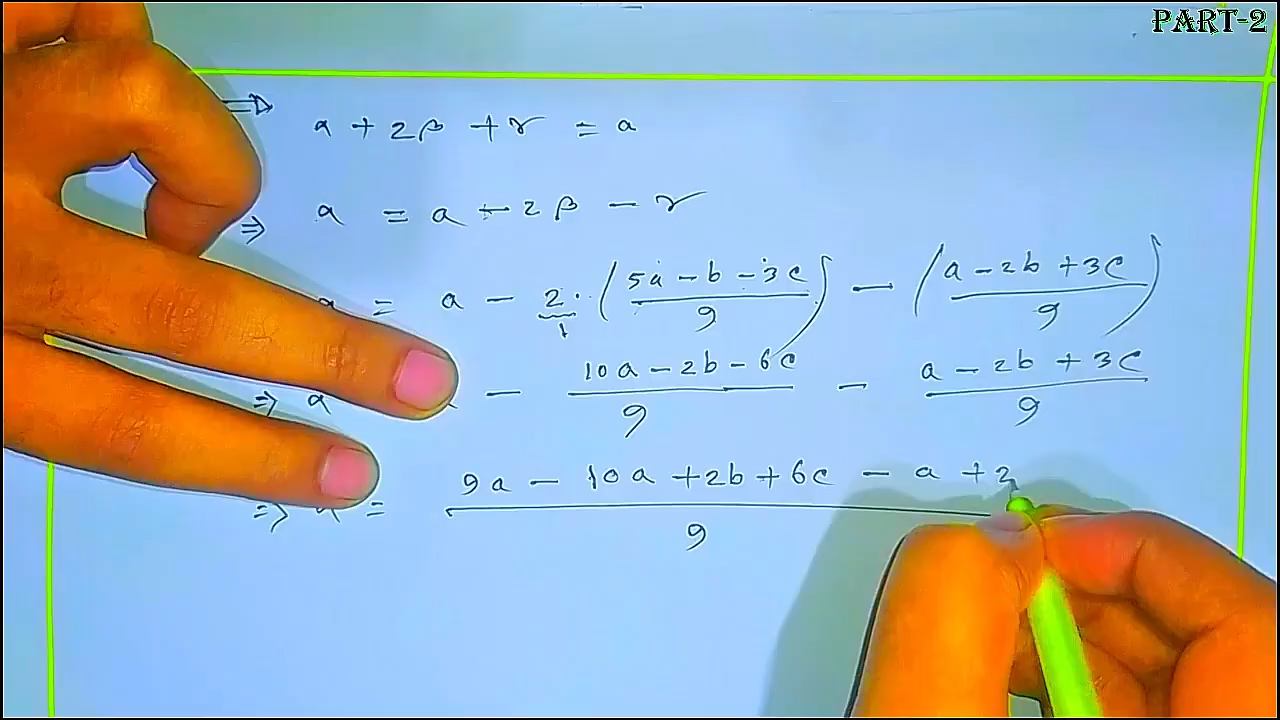 PART-2
⇒ α + 2β + γ = a
⇒ α = a - 2β - γ
α = a - 2/1 · ((5a - b - 3c)/9) - ((a - 2b + 3c)/9)
⇒ α - (10a - 2b - 6c)/9 - (a - 2b + 3c)/9
⇒ α = (9a - 10a + 2b + 6c - a + 2)/9